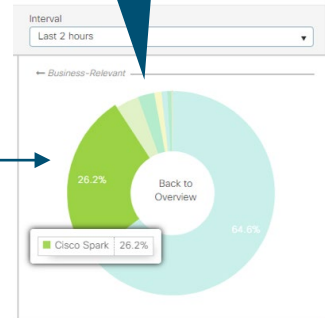 Interval
Last 2 hours
← Business-Relevant
26.2%
Back to
Overview
64.6%
Cisco Spark 26.2%